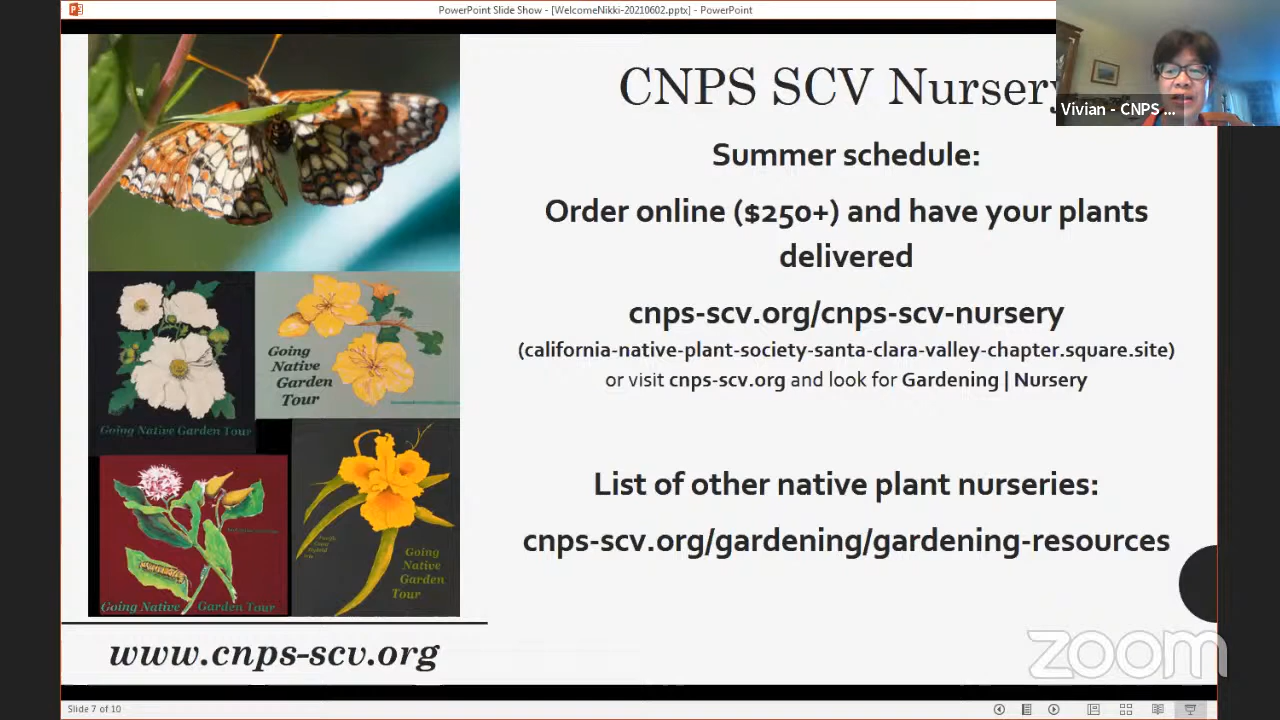 PowerPoint Slide Show - [WelcomeNikki-20210602.pptx] - PowerPoint
CNPS SCV Nursery
Vivian - CNPS ...
Summer schedule:
Order online ($250+) and have your plants
delivered
cnps-scv.org/cnps-scv-nursery
(california-native-plant-society-santa-clara-valley-chapter.square.site)
or visit cnps-scv.org and look for Gardening | Nursery
List of other native plant nurseries:
cnps-scv.org/gardening/gardening-resources
Going
Native
Garden
Tour
Going Native Garden Tour
Going Native Garden Tour
Going
Native
Garden
Tour
www.cnps-scv.org
zoom
Slide 7 of 10